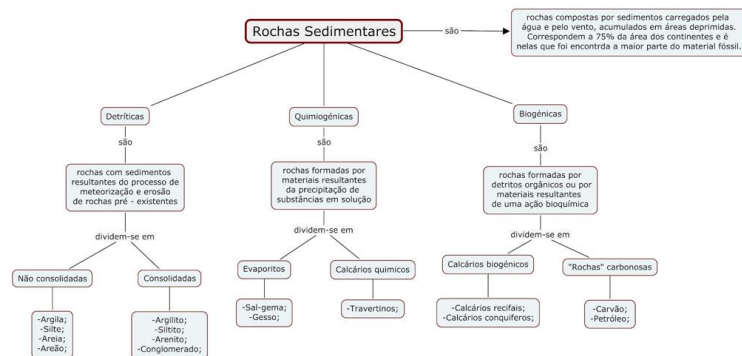 Rochas Sedimentares
são
rochas compostas por sedimentos carregados pela
água e pelo vento, acumulados em áreas deprimidas.
Correspondem a 75% da área dos continentes e é
nelas que foi encontrda a maior parte do material fóssil.
Detríticas
são
rochas com sedimentos
resultantes do processo de
meteorização e erosão
de rochas pré - existentes
dividem-se em
Não consolidadas
-Argila;
-Silte;
-Areia;
-Areão;
Consolidadas
-Argilito;
-Siltito;
-Arenito;
-Conglomerado;
Quimiogénicas
são
rochas formadas por
materiais resultantes
da precipitação de
substâncias em solução
dividem-se em
Evaporitos
-Sal-gema;
-Gesso;
Calcários quimicos
-Travertinos;
Biogénicas
são
rochas formadas por
detritos orgânicos ou por
materiais resultantes
de uma ação bioquímica
dividem-se em
Calcários biogénicos
-Calcários recifais;
-Calcários conquiferos;
"Rochas" carbonosas
-Carvão;
-Petróleo;